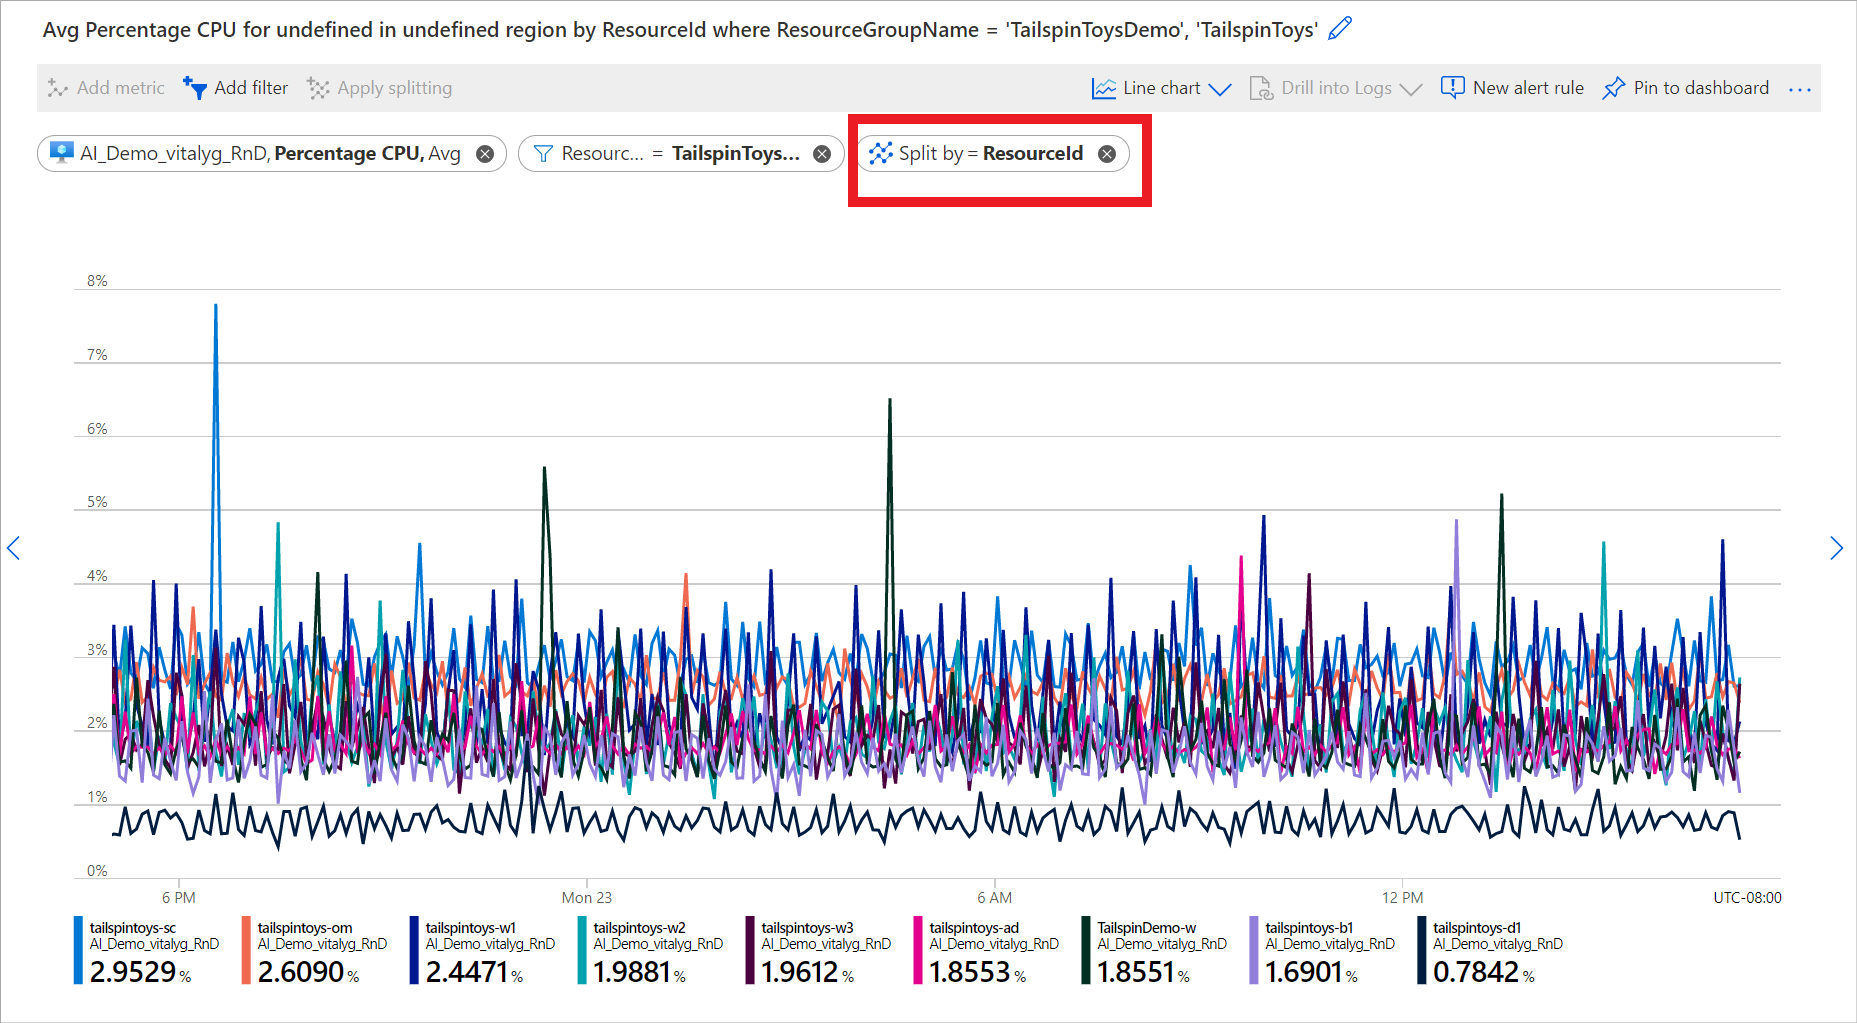 Avg Percentage CPU for undefined in undefined region by ResourceId where ResourceGroupName = 'TailspinToysDemo', 'TailspinToys'
Add metric Add filter Apply splitting Line chart Drill into Logs New alert rule Pin to dashboard ...
AI_Demo_vitalyg_RnD, Percentage CPU, Avg Resourc... = TailspinToys... Split by = ResourceId
8%
7%
6%
5%
4%
3%
2%
1%
0%
6 PM Mon 23 6 AM 12 PM UTC-08:00
tailspintoys-sc tailspintoys-om tailspintoys-w1 tailspintoys-w2 tailspintoys-w3 tailspintoys-ad TailspinDemo-w tailspintoys-b1 tailspintoys-d1
AI_Demo_vitalyg_RnD AI_Demo_vitalyg_RnD AI_Demo_vitalyg_RnD AI_Demo_vitalyg_RnD AI_Demo_vitalyg_RnD AI_Demo_vitalyg_RnD AI_Demo_vitalyg_RnD AI_Demo_vitalyg_RnD AI_Demo_vitalyg_RnD
2.9529 % 2.6090 % 2.4471 % 1.9881 % 1.9612 % 1.8553 % 1.8551 % 1.6901 % 0.7842 %